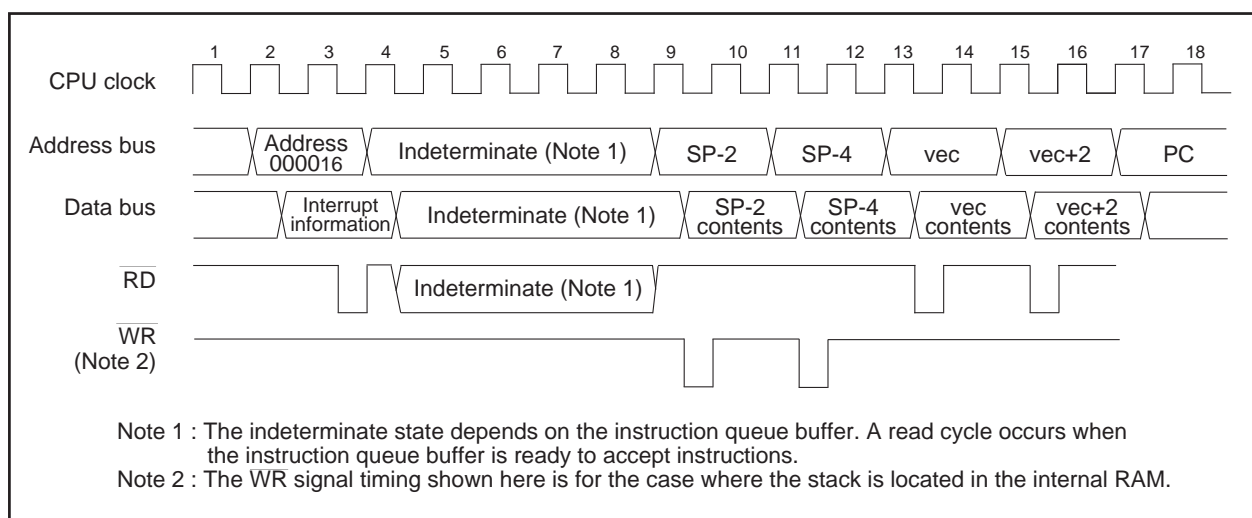 1 2 3 4 5 6 7 8 9 10 11 12 13 14 15 16 17 18
CPU clock
Address bus
Address
000016
Indeterminate (Note 1)
SP-2
SP-4
vec
vec+2
PC
Data bus
Interrupt
information
Indeterminate (Note 1)
SP-2
contents
SP-4
contents
vec
contents
vec+2
contents
RD
Indeterminate (Note 1)
WR
(Note 2)
Note 1 : The indeterminate state depends on the instruction queue buffer. A read cycle occurs when
the instruction queue buffer is ready to accept instructions.
Note 2 : The WR signal timing shown here is for the case where the stack is located in the internal RAM.